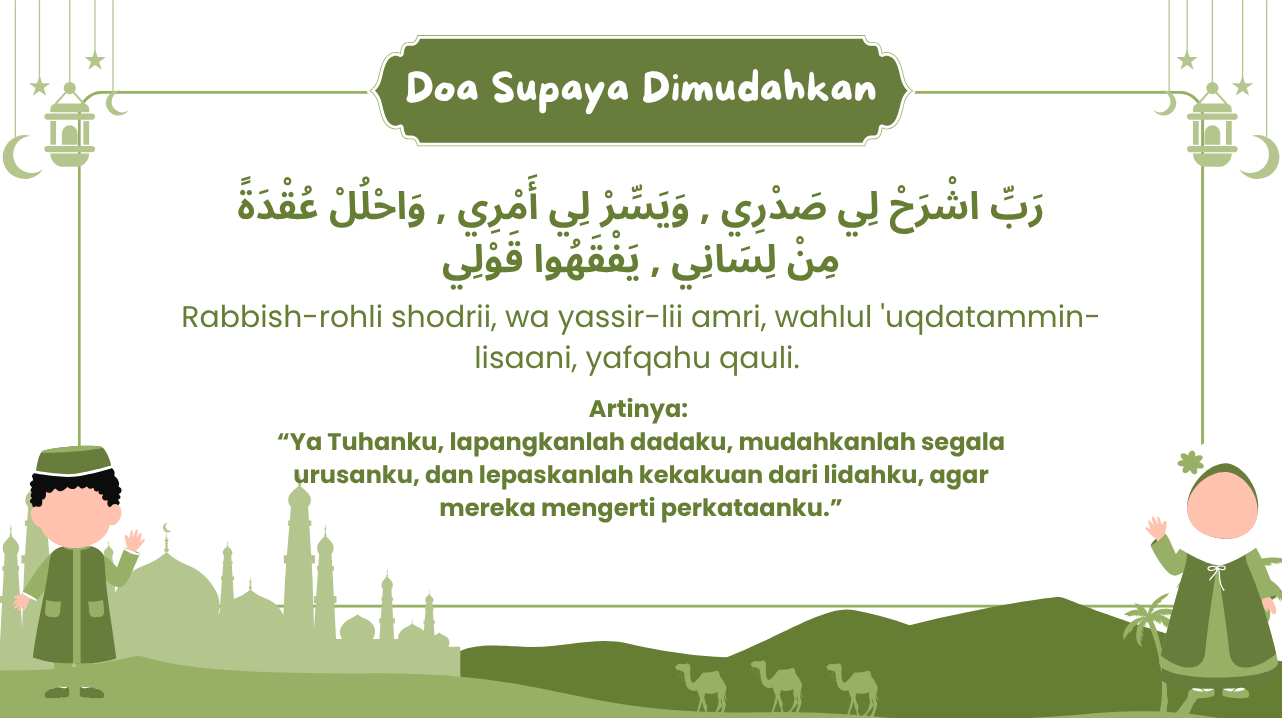 Doa Supaya Dimudahkan
رَبِّ اشْرَحْ لِي صَدْرِي , وَيَسِّرْ لِي أَمْرِي , وَاحْلُلْ عُقْدَةً
مِنْ لِسَانِي , يَفْقَهُوا قَوْلِي
Rabbish-rohli shodrii, wa yassir-lii amri, wahlul 'uqdatammin-
lisaani, yafqahu qauli.
Artinya:
“Ya Tuhanku, lapangkanlah dadaku, mudahkanlah segala
urusanku, dan lepaskanlah kekakuan dari lidahku, agar
mereka mengerti perkataanku.”